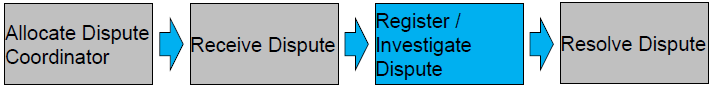 Allocate Dispute
Coordinator
Receive Dispute
Register /
Investigate
Dispute
Resolve Dispute